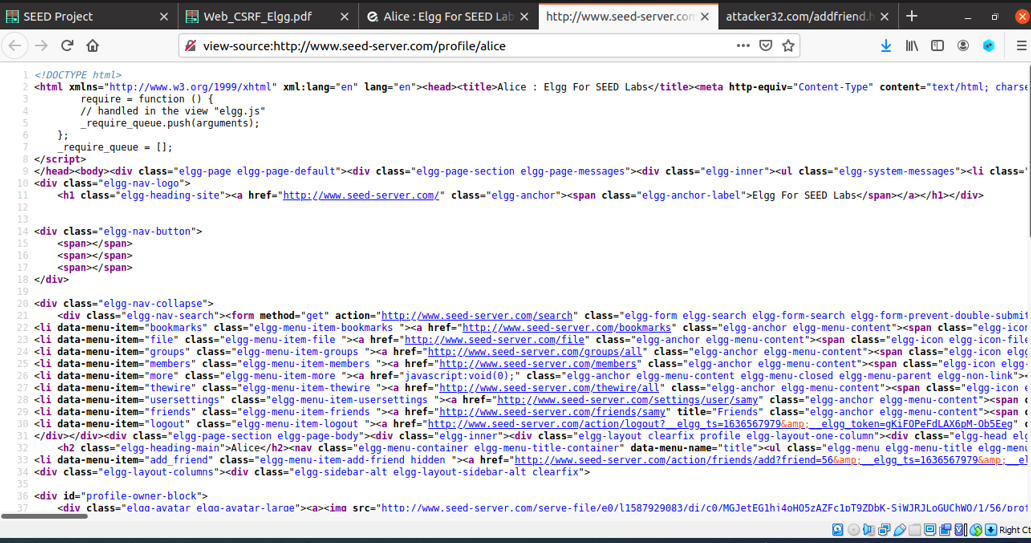 SEED Project
Web_CSRF_Elgg.pdf
Alice : Elgg For SEED Lab
http://www.seed-server.com
attacker32.com/addfriend.h
view-source:http://www.seed-server.com/profile/alice
1 <!DOCTYPE html>
2 <html xmlns="http://www.w3.org/1999/xhtml" xml:lang="en" lang="en"><head><title>Alice : Elgg For SEED Labs</title><meta http-equiv="Content-Type" content="text/html; charse
3 require = function () {
4 // handled in the view "elgg.js"
5 _require_queue.push(arguments);
6 };
7 _require_queue = [];
8 </script>
9 </head><body><div class="elgg-page elgg-page-default"><div class="elgg-page-section elgg-page-messages"><div class="elgg-inner"><ul class="elgg-system-messages"><li class="
10 <div class="elgg-nav-logo">
11 <h1 class="elgg-heading-site"><a href="http://www.seed-server.com/" class="elgg-anchor"><span class="elgg-anchor-label">Elgg For SEED Labs</span></a></h1></div>
12
13
14 <div class="elgg-nav-button">
15 <span></span>
16 <span></span>
17 <span></span>
18 </div>
19
20 <div class="elgg-nav-collapse">
21 <div class="elgg-nav-search"><form method="get" action="http://www.seed-server.com/search" class="elgg-form elgg-search elgg-form-search elgg-form-prevent-double-submit
22 <li data-menu-item="bookmarks" class="elgg-menu-item-bookmarks "><a href="http://www.seed-server.com/bookmarks" class="elgg-anchor elgg-menu-content"><span class="elgg-icon
23 <li data-menu-item="file" class="elgg-menu-item-file "><a href="http://www.seed-server.com/file" class="elgg-anchor elgg-menu-content"><span class="elgg-icon elgg-icon-file
24 <li data-menu-item="groups" class="elgg-menu-item-groups "><a href="http://www.seed-server.com/groups/all" class="elgg-anchor elgg-menu-content"><span class="elgg-icon elgg
25 <li data-menu-item="members" class="elgg-menu-item-members "><a href="http://www.seed-server.com/members" class="elgg-anchor elgg-menu-content"><span class="elgg-icon elgg-
26 <li data-menu-item="more" class="elgg-menu-item-more "><a href="javascript:void(0);" class="elgg-anchor elgg-menu-content elgg-menu-closed elgg-menu-parent elgg-non-link">
27 <li data-menu-item="thewire" class="elgg-menu-item-thewire "><a href="http://www.seed-server.com/thewire/all" class="elgg-anchor elgg-menu-content"><span class="elgg-icon e
28 <li data-menu-item="usersettings" class="elgg-menu-item-usersettings "><a href="http://www.seed-server.com/settings/user/samy" class="elgg-anchor elgg-menu-content"><span c
29 <li data-menu-item="friends" class="elgg-menu-item-friends "><a href="http://www.seed-server.com/friends/samy" title="Friends" class="elgg-anchor elgg-menu-content"><span c
30 <li data-menu-item="logout" class="elgg-menu-item-logout "><a href="http://www.seed-server.com/action/logout?__elgg_ts=1636567979&amp;__elgg_token=gKiFOPeFdLAX6pM-Ob5Eeg" c
31 </div></div><div class="elgg-page-section elgg-page-body"><div class="elgg-inner"><div class="elgg-layout clearfix profile elgg-layout-one-column"><div class="elgg-head elg
32 <h2 class="elgg-heading-main">Alice</h2><nav class="elgg-menu-container elgg-menu-title-container" data-menu-name="title"><ul class="elgg-menu elgg-menu-title elgg-menu
33 <li data-menu-item="add_friend" class="elgg-menu-item-add-friend hidden "><a href="http://www.seed-server.com/action/friends/add?friend=56&amp;__elgg_ts=1636567979&amp;__el
34 <div class="elgg-layout-columns"><div class="elgg-sidebar-alt elgg-layout-sidebar-alt clearfix">
35
36 <div id="profile-owner-block">
37 <div class="elgg-avatar elgg-avatar-large"><a><img src="http://www.seed-server.com/serve-file/e0/l1587929083/di/c0/MGJetEG1hj4oHO5zAZFc1pT9ZDbK-SiWJRJLoGUChWO/1/56/prof
Right Ct